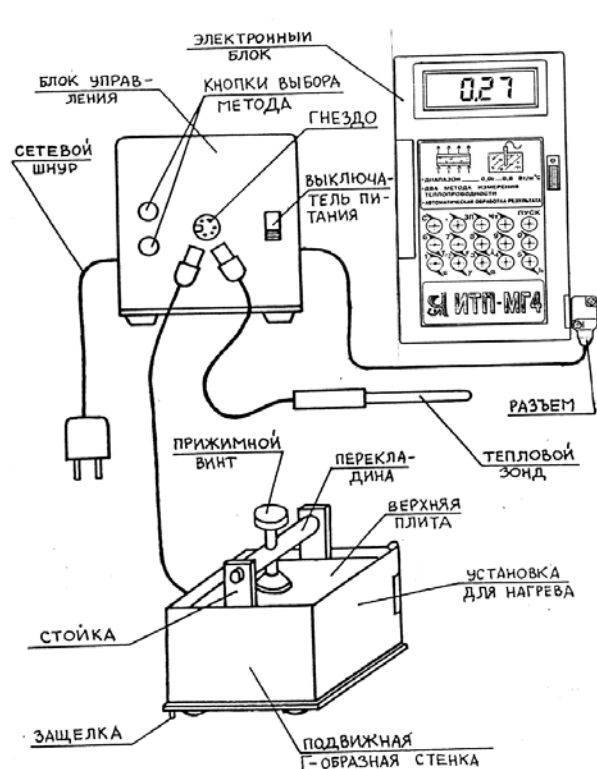 ЭЛЕКТРОННЫЙ
БЛОК
БЛОК УПРАВ-
ЛЕНИЯ
КНОПКИ ВЫБОРА
МЕТОДА
ГНЕЗДО
СЕТЕВОЙ
ШНУР
ВЫКЛЮЧА-
ТЕЛЬ ПИ-
ТАНИЯ
0.27
ДИАПАЗОН
ДВА МЕТОДА ИЗМЕРЕНИЯ
ТЕПЛОПРОВОДНОСТИ
АВТОМАТИЧЕСКАЯ ОБРАБОТКА РЕЗУЛЬТАТА
ПУСК
ИТП-МГ4
РАЗЪЕМ
ТЕПЛОВОЙ
ЗОНД
ПРИЖИМНОЙ
ВИНТ
ПЕРЕКЛА-
ДИНА
ВЕРХНЯЯ
ПЛИТА
УСТАНОВКА
ДЛЯ НАГРЕВА
СТОЙКА
ЗАЩЕЛКА
ПОДВИЖНАЯ
Г-ОБРАЗНАЯ СТЕНКА